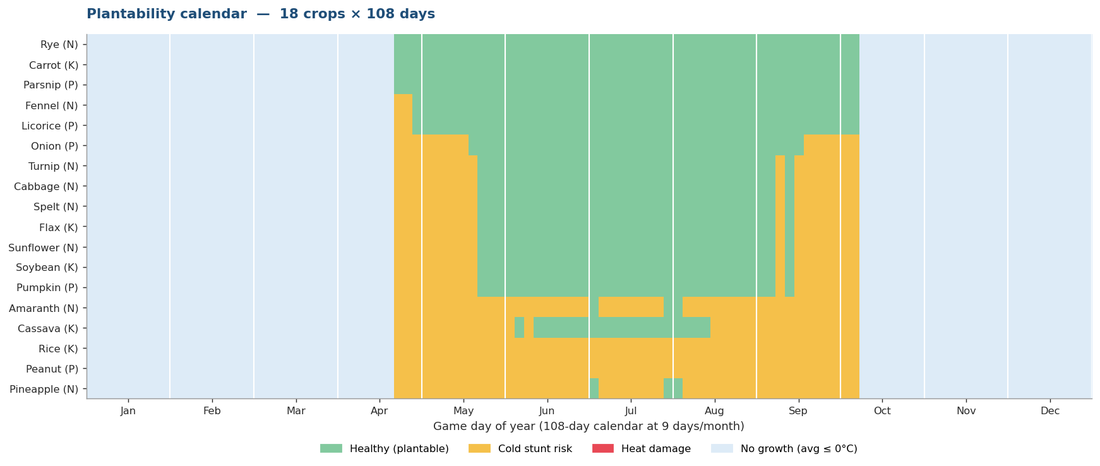 Plantability calendar — 18 crops × 108 days
Rye (N)
Carrot (K)
Parsnip (P)
Fennel (N)
Licorice (P)
Onion (P)
Turnip (N)
Cabbage (N)
Spelt (N)
Flax (K)
Sunflower (N)
Soybean (K)
Pumpkin (P)
Amaranth (N)
Cassava (K)
Rice (K)
Peanut (P)
Pineapple (N)
Jan Feb Mar Apr May Jun Jul Aug Sep Oct Nov Dec
Game day of year (108-day calendar at 9 days/month)
Healthy (plantable) Cold stunt risk Heat damage No growth (avg ≤ 0°C)